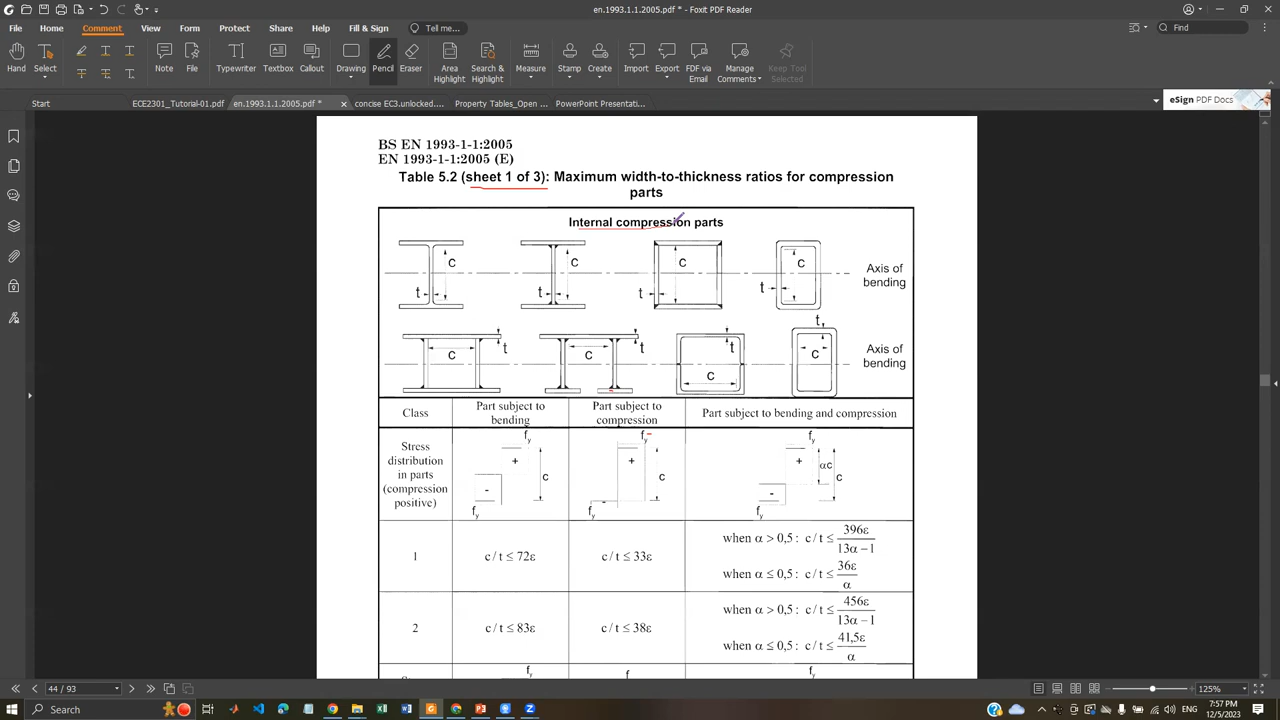 en.1993.1.1.2005.pdf * - Foxit PDF Reader
File Home Comment View Form Protect Share Help Fill & Sign Tell me... Find
Hand Select Note File Typewriter Textbox Callout Drawing Pencil Eraser Area Highlight Search & Highlight Measure Stamp Create Import Export FDF via Email Manage Comments Keep Tool Selected
Start ECE2301_Tutorial-01.pdf en.1993.1.1.2005.pdf * concise EC3.unlocked.... Property Tables_Open ... PowerPoint Presentati... eSign PDF Docs
BS EN 1993-1-1:2005
EN 1993-1-1:2005 (E)
Table 5.2 (sheet 1 of 3): Maximum width-to-thickness ratios for compression
parts
Internal compression parts
c c c c
t t t t
Axis of
bending
t t t t
c c c c
Axis of
bending
Class Part subject to bending Part subject to compression Part subject to bending and compression
Stress
distribution
in parts
(compression
positive)
fy + - fy c
fy + fy c
fy + - fy αc c
1 c / t ≤ 72ε c / t ≤ 33ε when α > 0,5 : c / t ≤ 396ε / 13α – 1
when α ≤ 0,5 : c / t ≤ 36ε / α
2 c / t ≤ 83ε c / t ≤ 38ε when α > 0,5 : c / t ≤ 456ε / 13α – 1
when α ≤ 0,5 : c / t ≤ 41,5ε / α
fy f fy
44 / 93 125%
Search 7:57 PM
12/5/2023